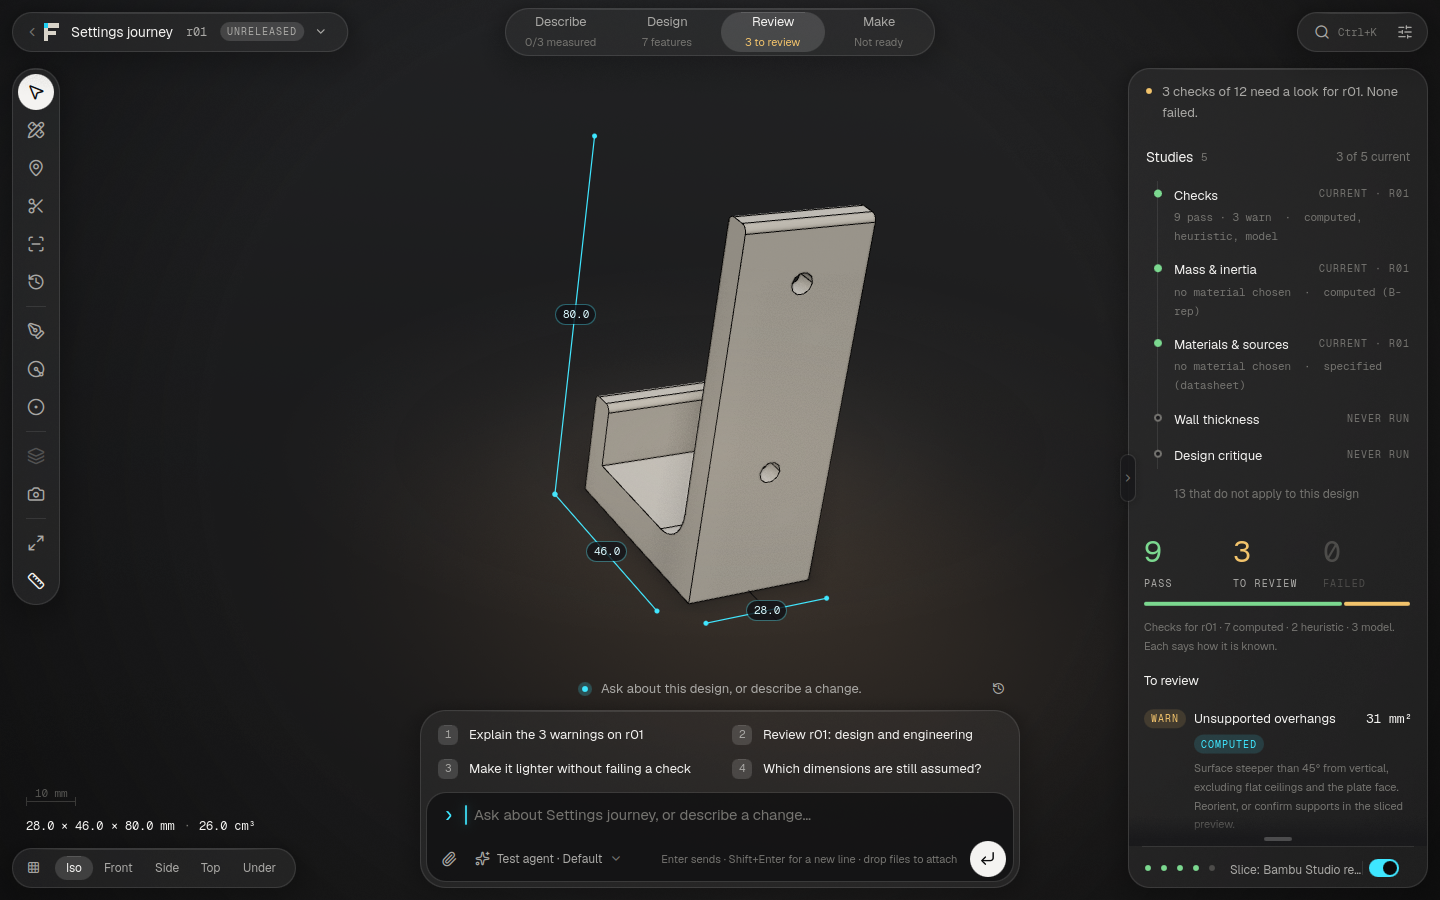 Settings journey r01 UNRELEASED
Describe
0/3 measured
Design
7 features
Review
3 to review
Make
Not ready
Ctrl+K
3 checks of 12 need a look for r01. None
failed.
Studies 5 3 of 5 current
Checks CURRENT · R01
9 pass · 3 warn · computed,
heuristic, model
Mass & inertia CURRENT · R01
no material chosen · computed (B-
rep)
Materials & sources CURRENT · R01
no material chosen · specified
(datasheet)
Wall thickness NEVER RUN
Design critique NEVER RUN
13 that do not apply to this design
9 3 0
PASS TO REVIEW FAILED
Checks for r01 · 7 computed · 2 heuristic · 3 model.
Each says how it is known.
To review
WARN Unsupported overhangs 31 mm²
COMPUTED
Surface steeper than 45° from vertical,
excluding flat ceilings and the plate face.
Reorient, or confirm supports in the sliced
preview.
Slice: Bambu Studio re...
80.0
46.0
28.0
Ask about this design, or describe a change.
1 Explain the 3 warnings on r01
2 Review r01: design and engineering
3 Make it lighter without failing a check
4 Which dimensions are still assumed?
Ask about Settings journey, or describe a change...
Test agent · Default
Enter sends · Shift+Enter for a new line · drop files to attach
10 mm
28.0 × 46.0 × 80.0 mm · 26.0 cm³
Iso Front Side Top Under